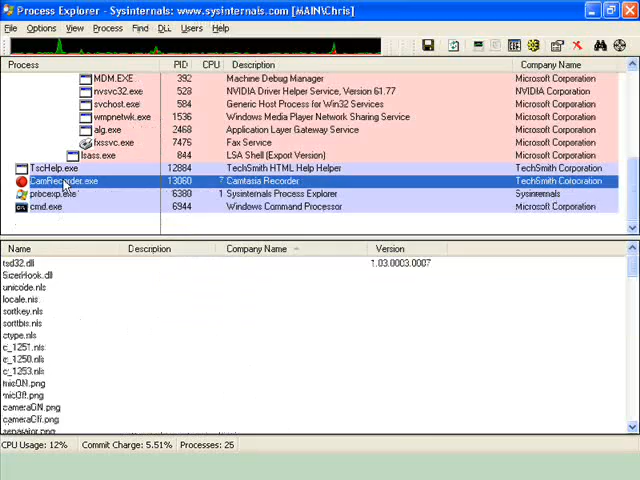 Process Explorer - Sysinternals: www.sysinternals.com [MAIN\Chris]
File Options View Process Find DLL Users Help
Process PID CPU Description Company Name
MDM.EXE 392 Machine Debug Manager Microsoft Corporation
nvsvc32.exe 528 NVIDIA Driver Helper Service, Version 61.77 NVIDIA Corporation
svchost.exe 584 Generic Host Process for Win32 Services Microsoft Corporation
wmpnetwk.exe 1536 Windows Media Player Network Sharing Service Microsoft Corporation
alg.exe 2468 Application Layer Gateway Service Microsoft Corporation
fxssvc.exe 7476 Fax Service Microsoft Corporation
lsass.exe 844 LSA Shell (Export Version) Microsoft Corporation
TscHelp.exe 12884 TechSmith HTML Help Helper TechSmith Corporation
CamRecorder.exe 13060 7 Camtasia Recorder TechSmith Corporation
procexp.exe 6380 1 Sysinternals Process Explorer Sysinternals
cmd.exe 6944 Windows Command Processor Microsoft Corporation
Name Description Company Name Version
tsd32.dll 1.03.0003.0007
SizerHook.dll
unicode.nls
locale.nls
sortkey.nls
sorttbls.nls
ctype.nls
c_1251.nls
c_1250.nls
c_1253.nls
micON.png
micOff.png
cameraON.png
cameraOff.png
separator.png
CPU Usage: 12% Commit Charge: 5.51% Processes: 25